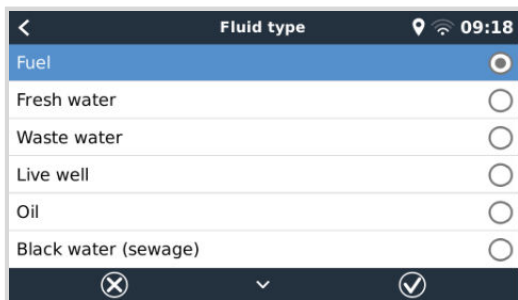 Fluid type
09:18
Fuel
Fresh water
Waste water
Live well
Oil
Black water (sewage)